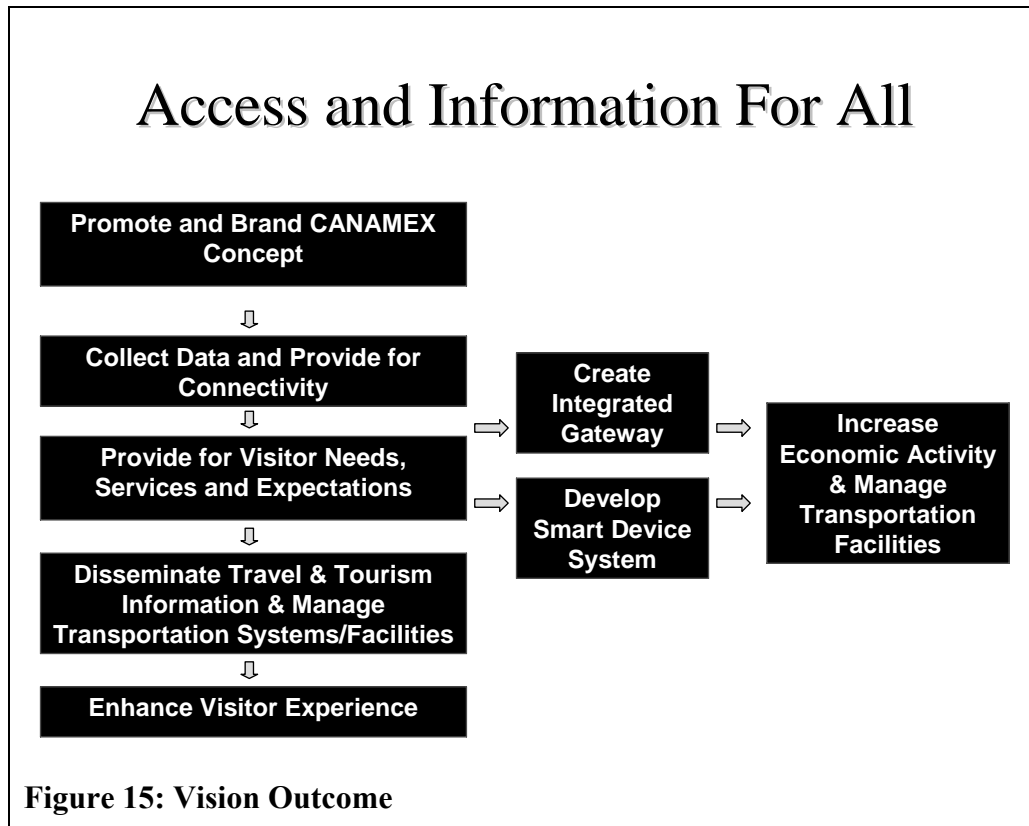 Access and Information For All
Promote and Brand CANAMEX
Concept
Collect Data and Provide for
Connectivity
Provide for Visitor Needs,
Services and Expectations
Disseminate Travel & Tourism
Information & Manage
Transportation Systems/Facilities
Enhance Visitor Experience
Create
Integrated
Gateway
Develop
Smart Device
System
Increase
Economic Activity
& Manage
Transportation
Facilities
Figure 15: Vision Outcome